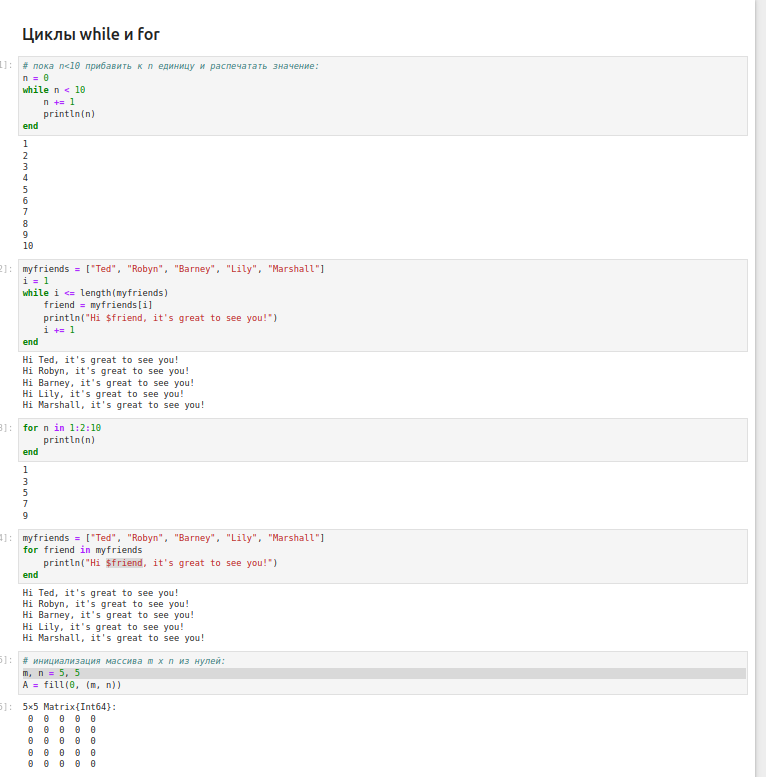 Циклы while и for
1]:
# пока n<10 прибавить к n единицу и распечатать значение:
n = 0
while n < 10
    n += 1
    println(n)
end
1
2
3
4
5
6
7
8
9
10
2]:
myfriends = ["Ted", "Robyn", "Barney", "Lily", "Marshall"]
i = 1
while i <= length(myfriends)
    friend = myfriends[i]
    println("Hi $friend, it's great to see you!")
    i += 1
end
Hi Ted, it's great to see you!
Hi Robyn, it's great to see you!
Hi Barney, it's great to see you!
Hi Lily, it's great to see you!
Hi Marshall, it's great to see you!
3]:
for n in 1:2:10
    println(n)
end
1
3
5
7
9
4]:
myfriends = ["Ted", "Robyn", "Barney", "Lily", "Marshall"]
for friend in myfriends
    println("Hi $friend, it's great to see you!")
end
Hi Ted, it's great to see you!
Hi Robyn, it's great to see you!
Hi Barney, it's great to see you!
Hi Lily, it's great to see you!
Hi Marshall, it's great to see you!
5]:
# инициализация массива m x n из нулей:
m, n = 5, 5
A = fill(0, (m, n))
5]:
5×5 Matrix{Int64}:
 0  0  0  0  0
 0  0  0  0  0
 0  0  0  0  0
 0  0  0  0  0
 0  0  0  0  0